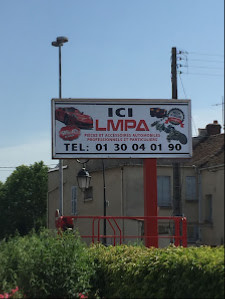 ICI
LMPA
PIECES ET ACCESSOIRES AUTOMOBILES
PROFESSIONNELS ET PARTICULIERS
TEL: 01 30 04 01 90